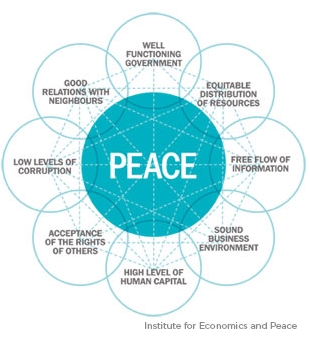 WELL
FUNCTIONING
GOVERNMENT
GOOD
RELATIONS WITH
NEIGHBOURS
EQUITABLE
DISTRIBUTION
OF RESOURCES
LOW LEVELS OF
CORRUPTION
PEACE
FREE FLOW OF
INFORMATION
ACCEPTANCE
OF THE RIGHTS
OF OTHERS
SOUND
BUSINESS
ENVIRONMENT
HIGH LEVEL OF
HUMAN CAPITAL
Institute for Economics and Peace